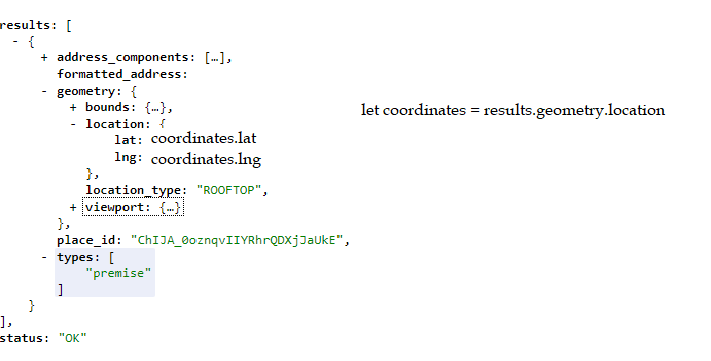 results: [
- {
+ address_components: […],
formatted_address:
- geometry: {
+ bounds: {…},
let coordinates = results.geometry.location
- location: {
lat: coordinates.lat
lng: coordinates.lng
},
location_type: "ROOFTOP",
+ viewport: {…}
},
place_id: "ChIJA_0oznqvIIYRhrQDXjJaUkE",
- types: [
"premise"
]
}
],
status: "OK"